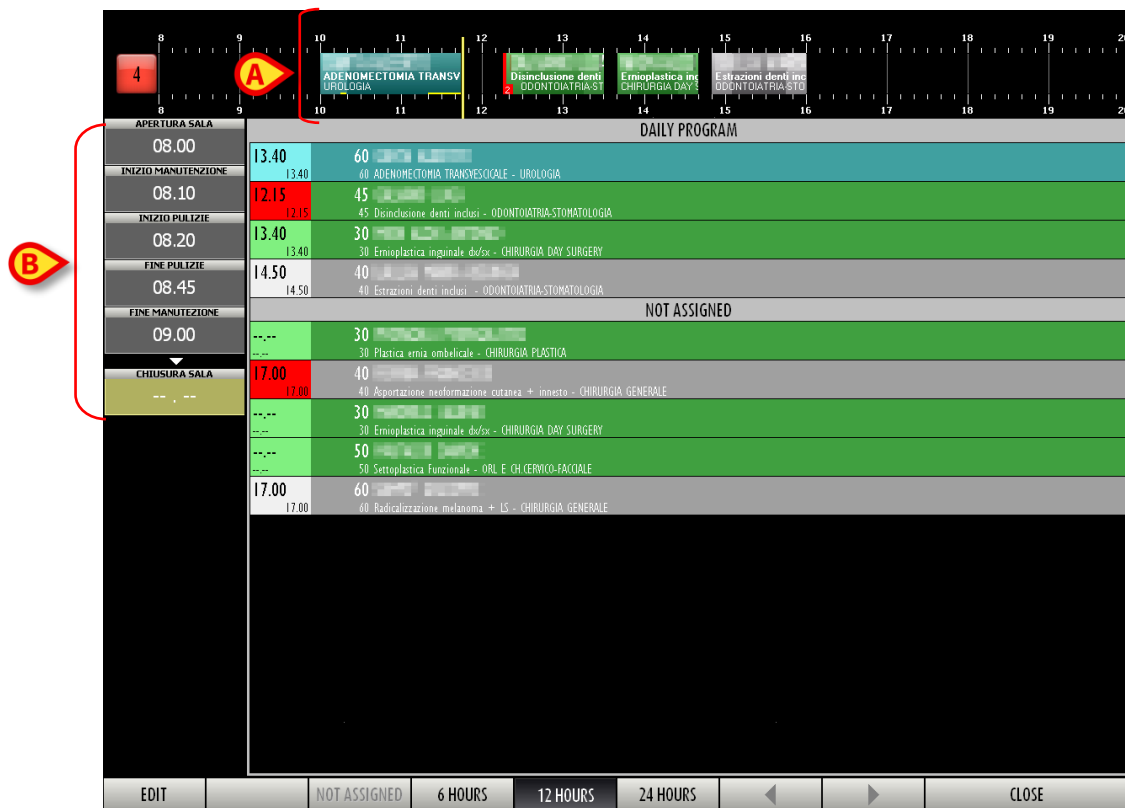 8 9 10 11 12 13 14 15 16 17 18 19
4
A
ADENOMECTOMIA TRANSV
UROLOGIA
2
Disinclusione denti
ODONTOIATRIA-ST
Ernioplastica ing
CHIRURGIA DAY S
Estrazioni denti inc
ODONTOIATRIA-STO
8 9 10 11 12 13 14 15 16 17 18 19
B
APERTURA SALA
08.00
INIZIO MANUTENZIONE
08.10
INIZIO PULIZIE
08.20
FINE PULIZIE
08.45
FINE MANUTEZIONE
09.00
CHIUSURA SALA
-- . --
DAILY PROGRAM
13.40 60
13.40 60 ADENOMECTOMIA TRANSVESCICALE - UROLOGIA
12.15 45
12.15 45 Disinclusione denti inclusi - ODONTOIATRIA-STOMATOLOGIA
13.40 30
13.40 30 Ernioplastica inguinale dx/sx - CHIRURGIA DAY SURGERY
14.50 40
14.50 40 Estrazioni denti inclusi - ODONTOIATRIA-STOMATOLOGIA
NOT ASSIGNED
--.-- 30
--.-- 30 Plastica ernia ombelicale - CHIRURGIA PLASTICA
17.00 40
17.00 40 Asportazione neoformazione cutanea + innesto - CHIRURGIA GENERALE
--.-- 30
--.-- 30 Ernioplastica inguinale dx/sx - CHIRURGIA DAY SURGERY
--.-- 50
--.-- 50 Settoplastica Funzionale - ORL E CH.CERVICO-FACCIALE
17.00 60
17.00 60 Radicalizzazione melanoma + LS - CHIRURGIA GENERALE
EDIT NOT ASSIGNED 6 HOURS 12 HOURS 24 HOURS CLOSE